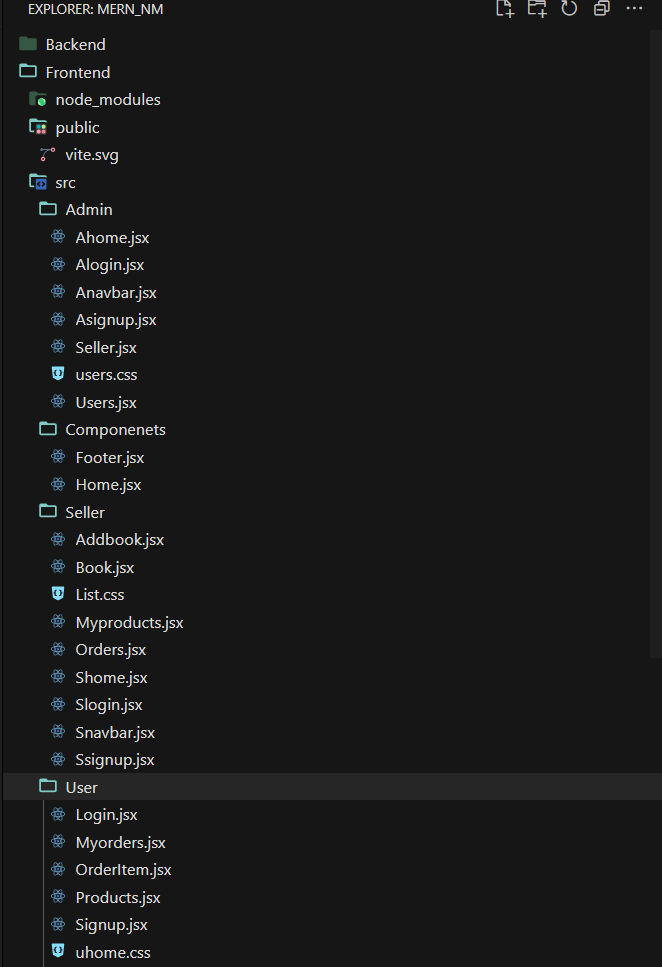 EXPLORER: MERN_NM
Backend
Frontend
node_modules
public
vite.svg
src
Admin
Ahome.jsx
Alogin.jsx
Anavbar.jsx
Asignup.jsx
Seller.jsx
users.css
Users.jsx
Componenets
Footer.jsx
Home.jsx
Seller
Addbook.jsx
Book.jsx
List.css
Myproducts.jsx
Orders.jsx
Shome.jsx
Slogin.jsx
Snavbar.jsx
Ssignup.jsx
User
Login.jsx
Myorders.jsx
OrderItem.jsx
Products.jsx
Signup.jsx
uhome.css